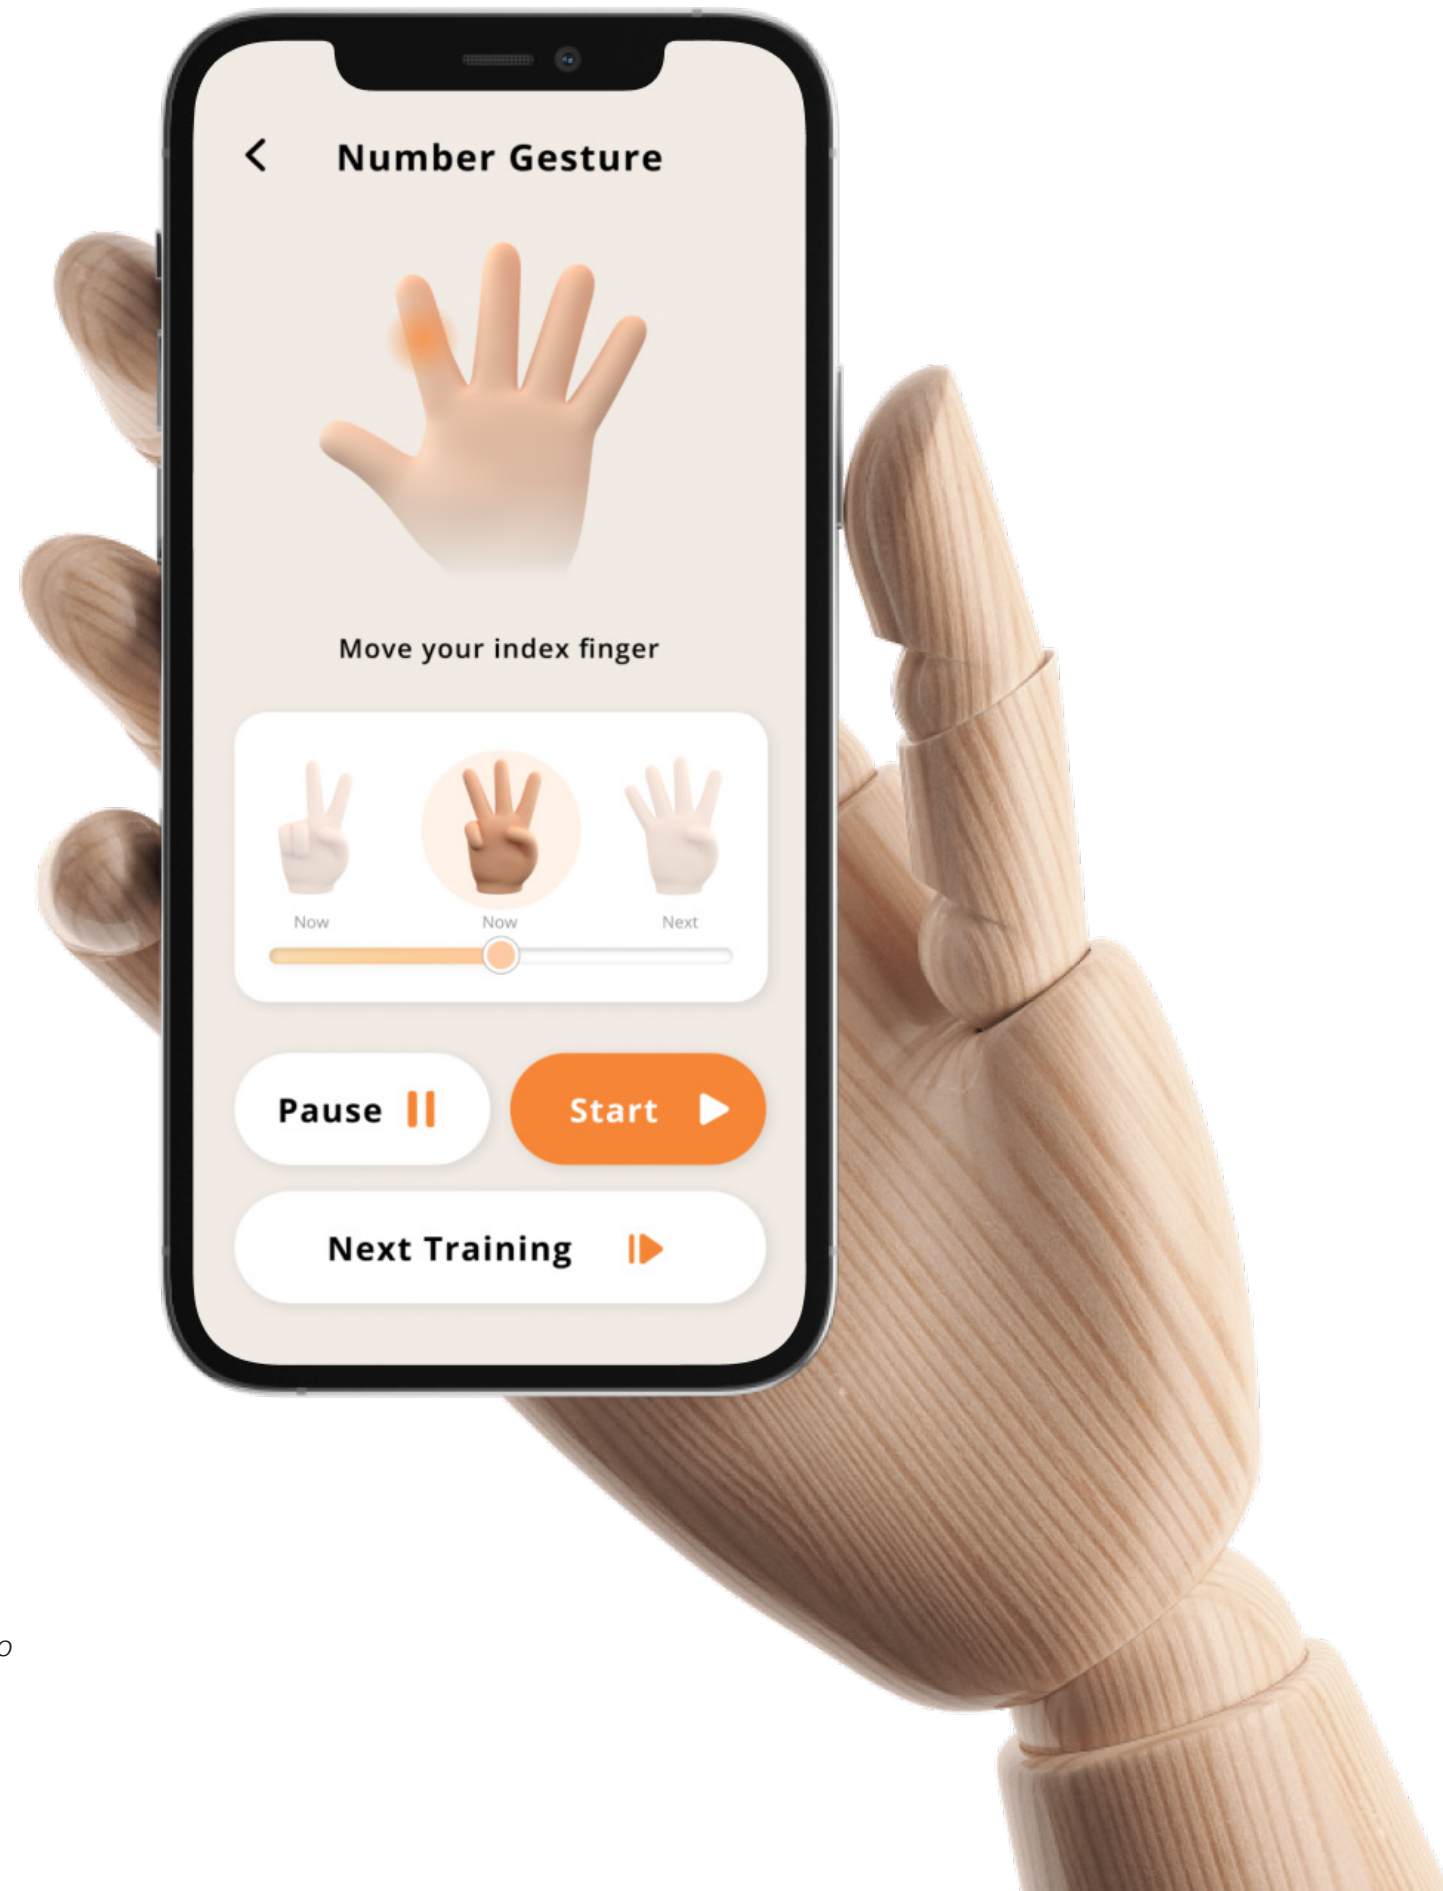 Number Gesture
Move your index finger
Now Now Next
Pause Start
Next Training
o